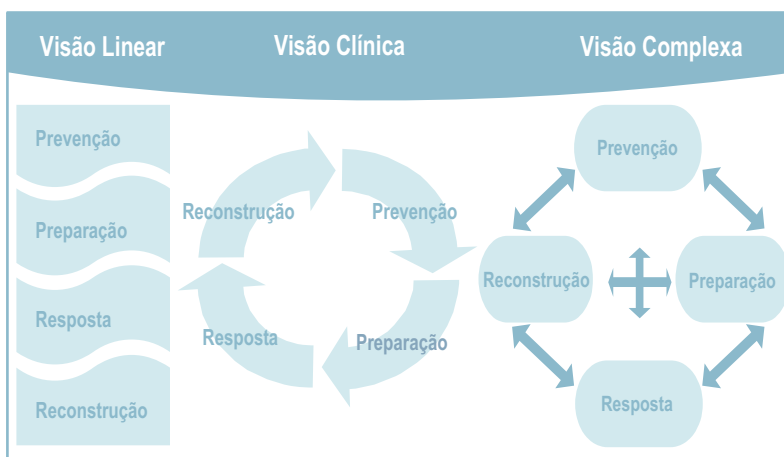 Visão Linear
Visão Clínica
Visão Complexa
Prevenção
Preparação
Resposta
Reconstrução
Reconstrução
Prevenção
Resposta
Preparação
Prevenção
Reconstrução
Preparação
Resposta